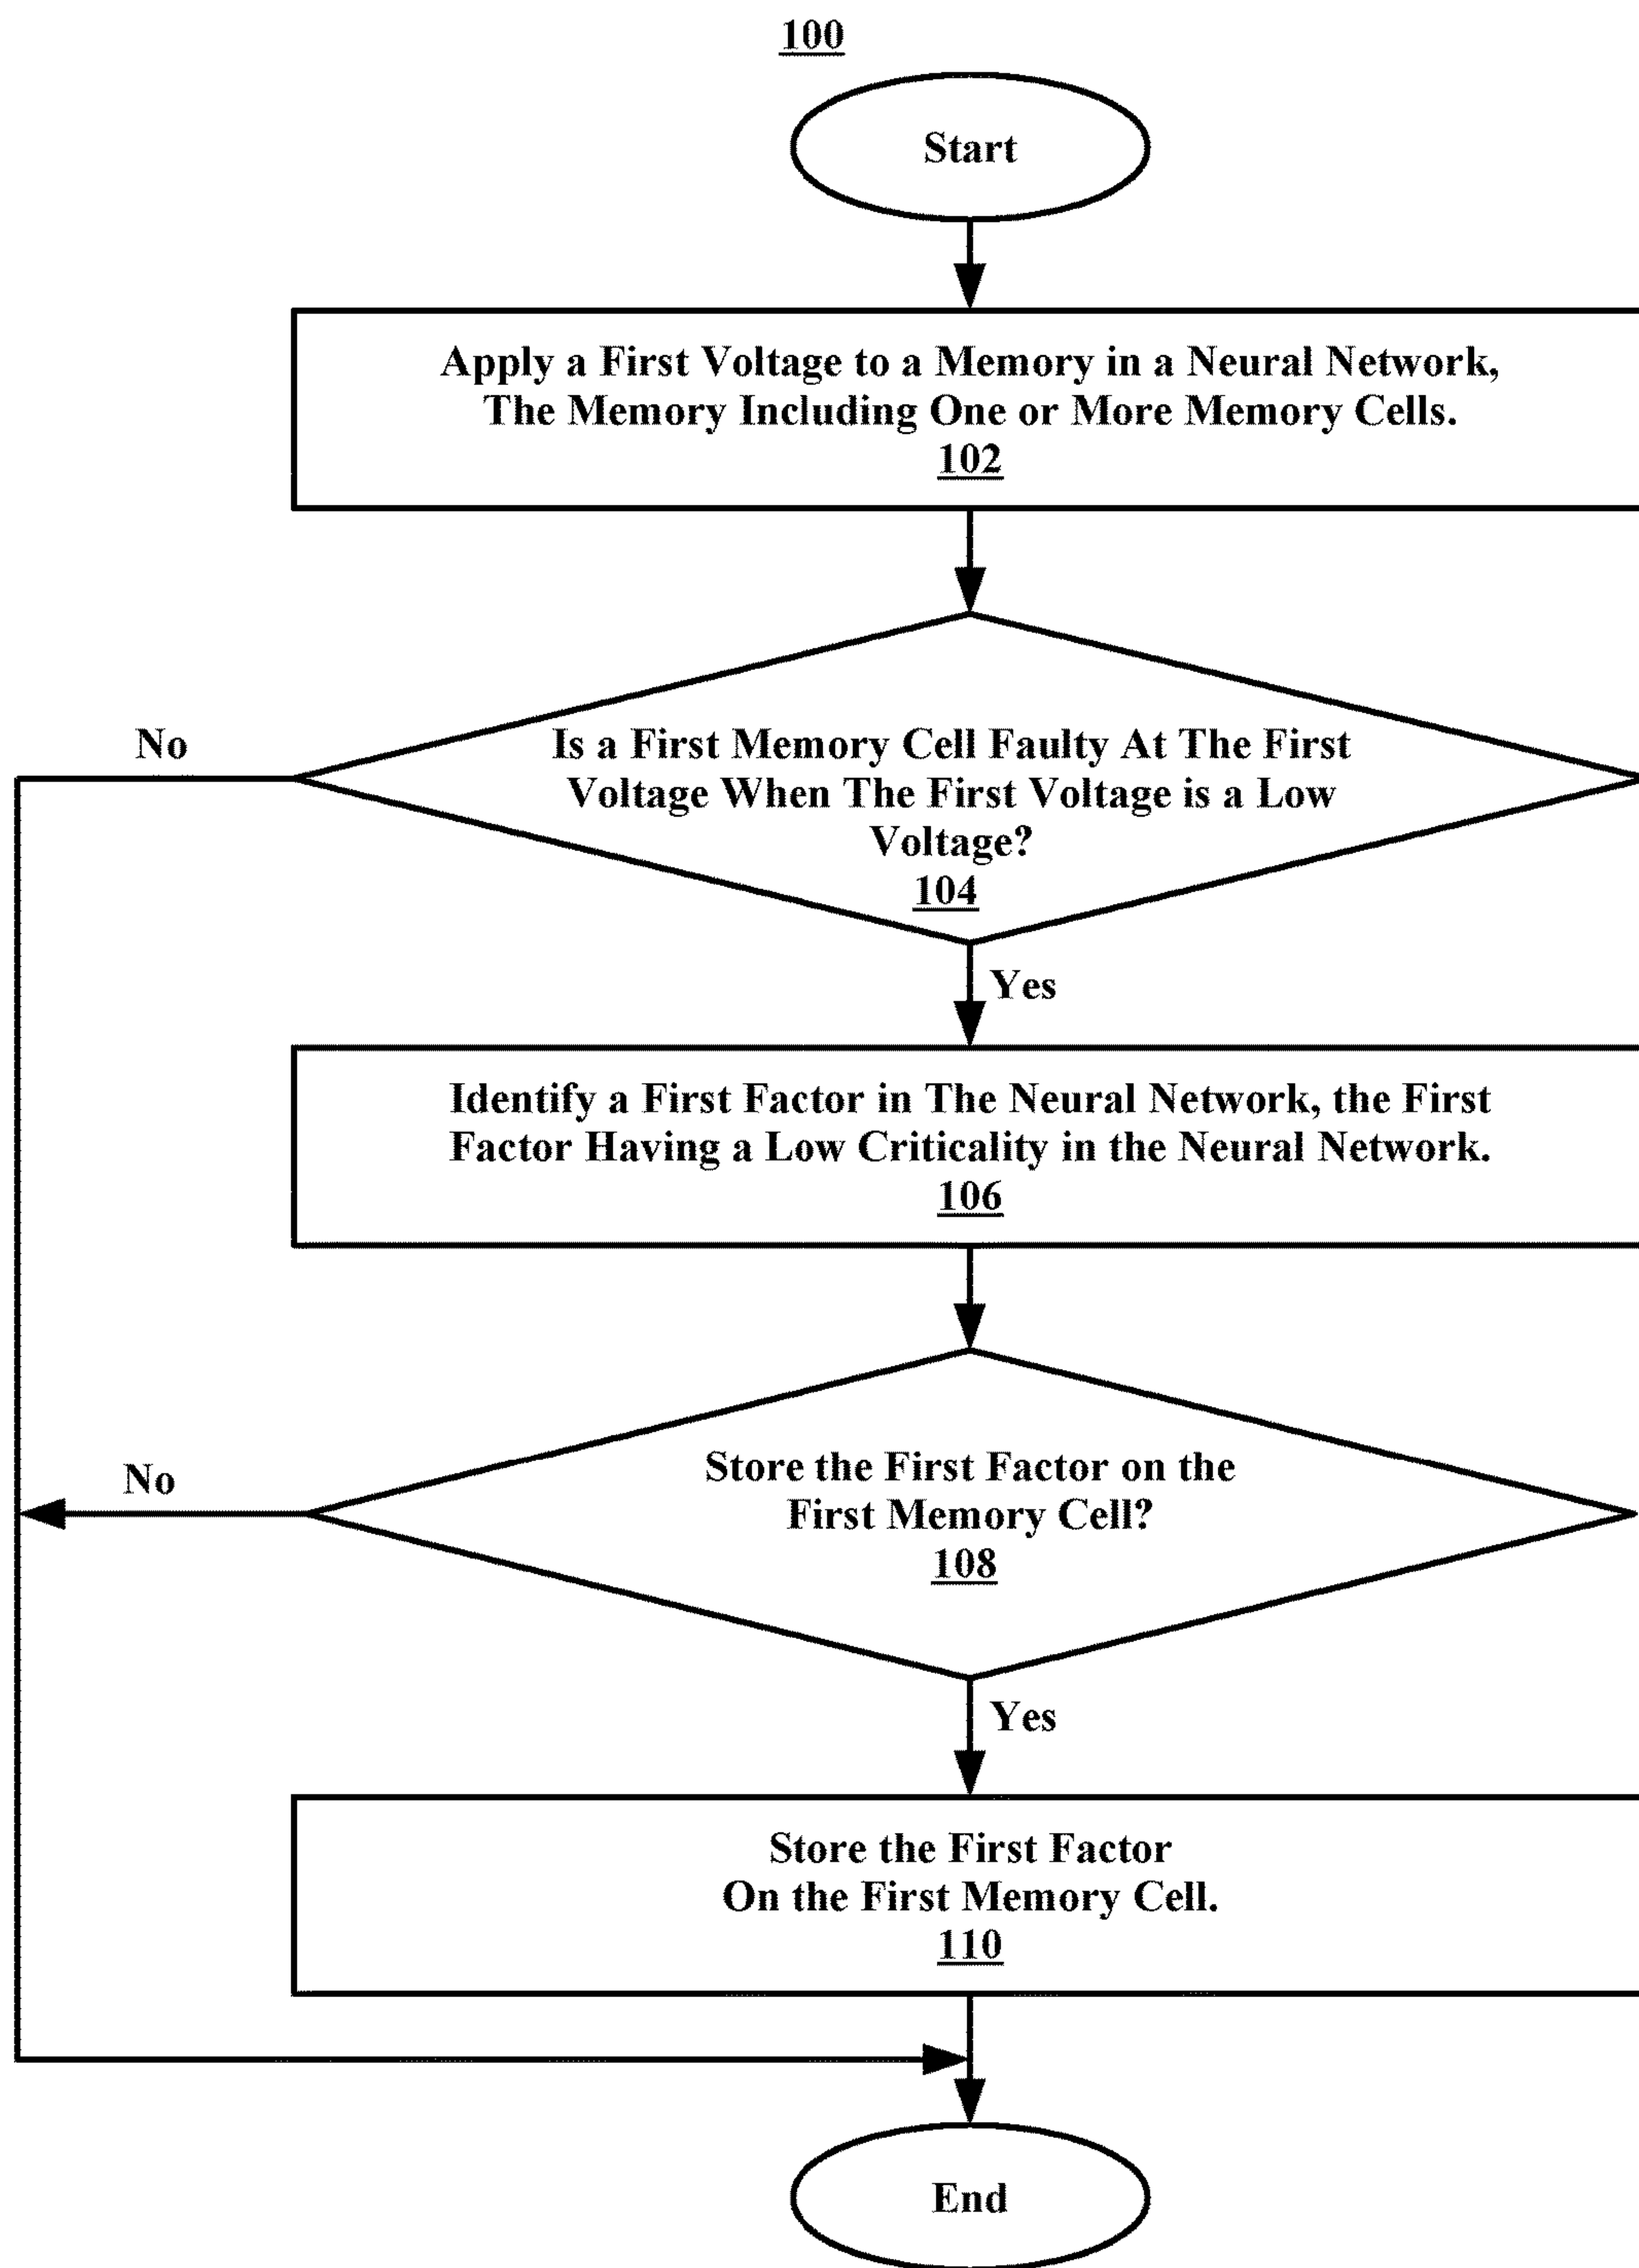 100
Start
Apply a First Voltage to a Memory in a Neural Network,
The Memory Including One or More Memory Cells.
102
No
Is a First Memory Cell Faulty At The First
Voltage When The First Voltage is a Low
Voltage?
104
Yes
Identify a First Factor in The Neural Network, the First
Factor Having a Low Criticality in the Neural Network.
106
No
Store the First Factor on the
First Memory Cell?
108
Yes
Store the First Factor
On the First Memory Cell.
110
End